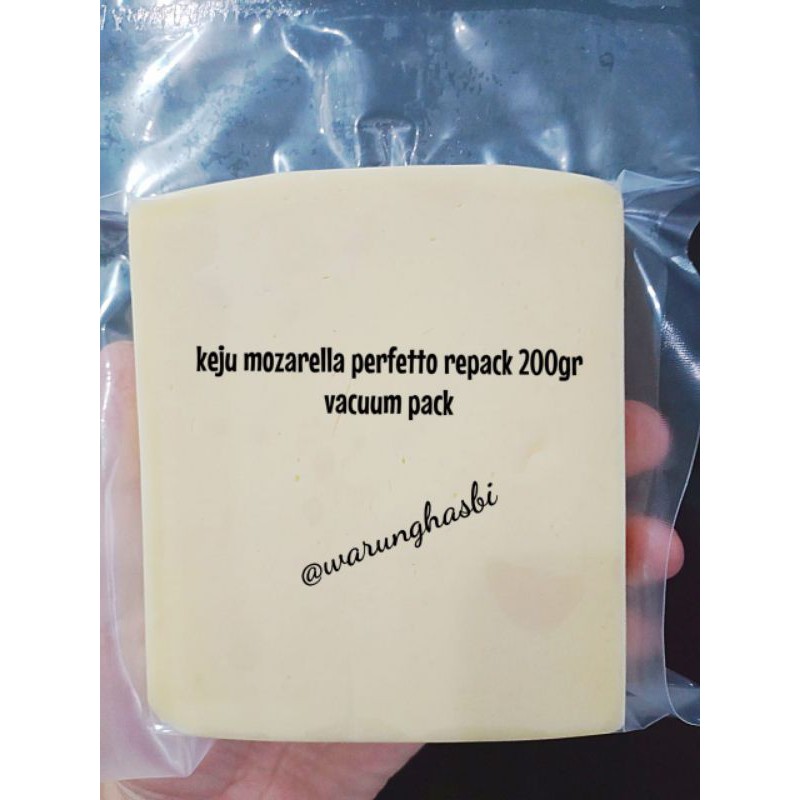 keju mozarella perfetto repack 200gr
vacuum pack
@warunghasbi